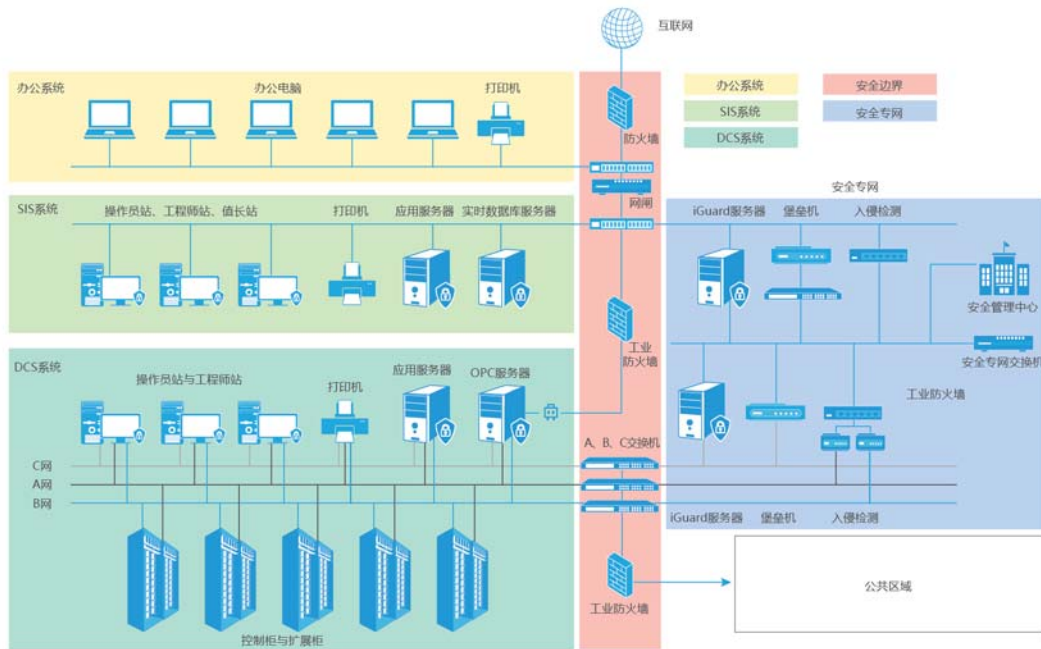 互联网
办公系统
办公电脑
打印机
防火墙
办公系统
安全边界
SIS系统
安全专网
DCS系统
网闸
SIS系统
操作员站、工程师站、值长站
打印机
应用服务器
实时数据库服务器
安全专网
iGuard服务器
堡垒机
入侵检测
安全管理中心
工业
防火墙
安全专网交换机
DCS系统
操作员站与工程师站
打印机
应用服务器
OPC服务器
工业防火墙
A、B、C交换机
C网
A网
B网
iGuard服务器
堡垒机
入侵检测
控制柜与扩展柜
工业防火墙
公共区域